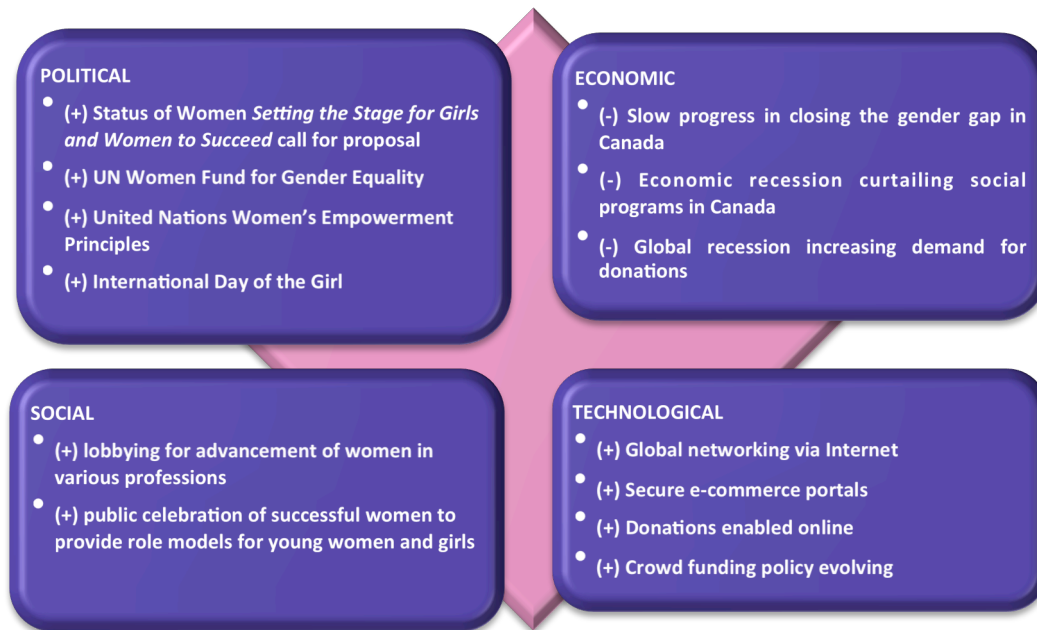 POLITICAL
• (+) Status of Women Setting the Stage for Girls
and Women to Succeed call for proposal
• (+) UN Women Fund for Gender Equality
• (+) United Nations Women’s Empowerment
Principles
• (+) International Day of the Girl
ECONOMIC
• (-) Slow progress in closing the gender gap in
Canada
• (-) Economic recession curtailing social
programs in Canada
• (-) Global recession increasing demand for
donations
SOCIAL
• (+) lobbying for advancement of women in
various professions
• (+) public celebration of successful women to
provide role models for young women and girls
TECHNOLOGICAL
• (+) Global networking via Internet
• (+) Secure e-commerce portals
• (+) Donations enabled online
• (+) Crowd funding policy evolving